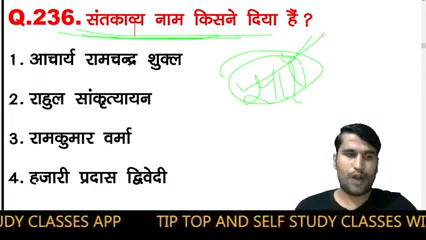 Q.236. संतकाव्य नाम किसने दिया हैं ?
1. आचार्य रामचन्द्र शुक्ल
2. राहुल सांकृत्यायन
3. रामकुमार वर्मा
4. हजारी प्रदास द्विवेदी
UDY CLASSES APP TIP TOP AND SELF STUDY CLASSES WI